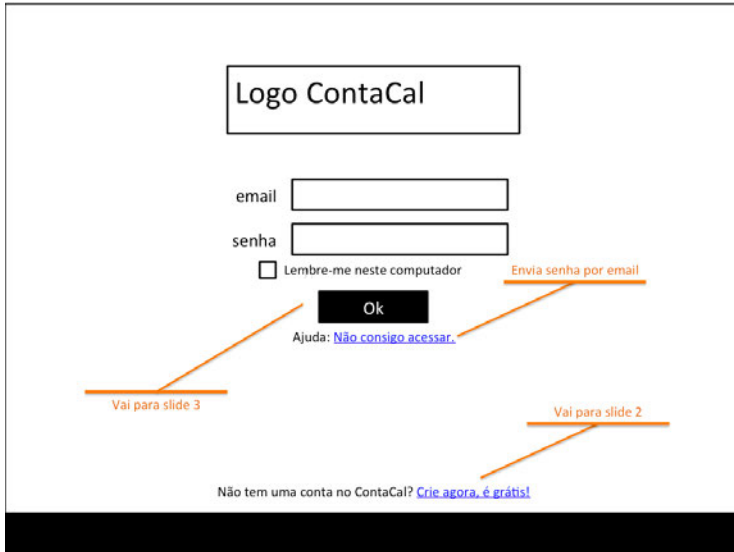 Logo ContaCal
email
senha
Lembre-me neste computador
Envia senha por email
Ok
Ajuda: Não consigo acessar.
Vai para slide 3
Vai para slide 2
Não tem uma conta no ContaCal? Crie agora, é grátis!